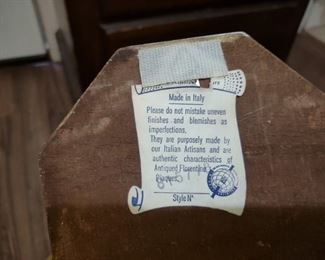 Made in Italy
Please do not mistake uneven
finishes and blemishes as
imperfections.
They are purposely made by
our Italian Artisans and are
authentic characteristics of
Antiqued Florentine
Style Nº